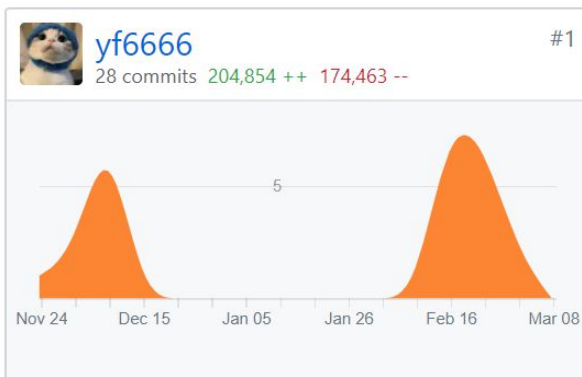 yf6666
#1
28 commits 204,854 ++ 174,463 --
5
Nov 24 Dec 15 Jan 05 Jan 26 Feb 16 Mar 08